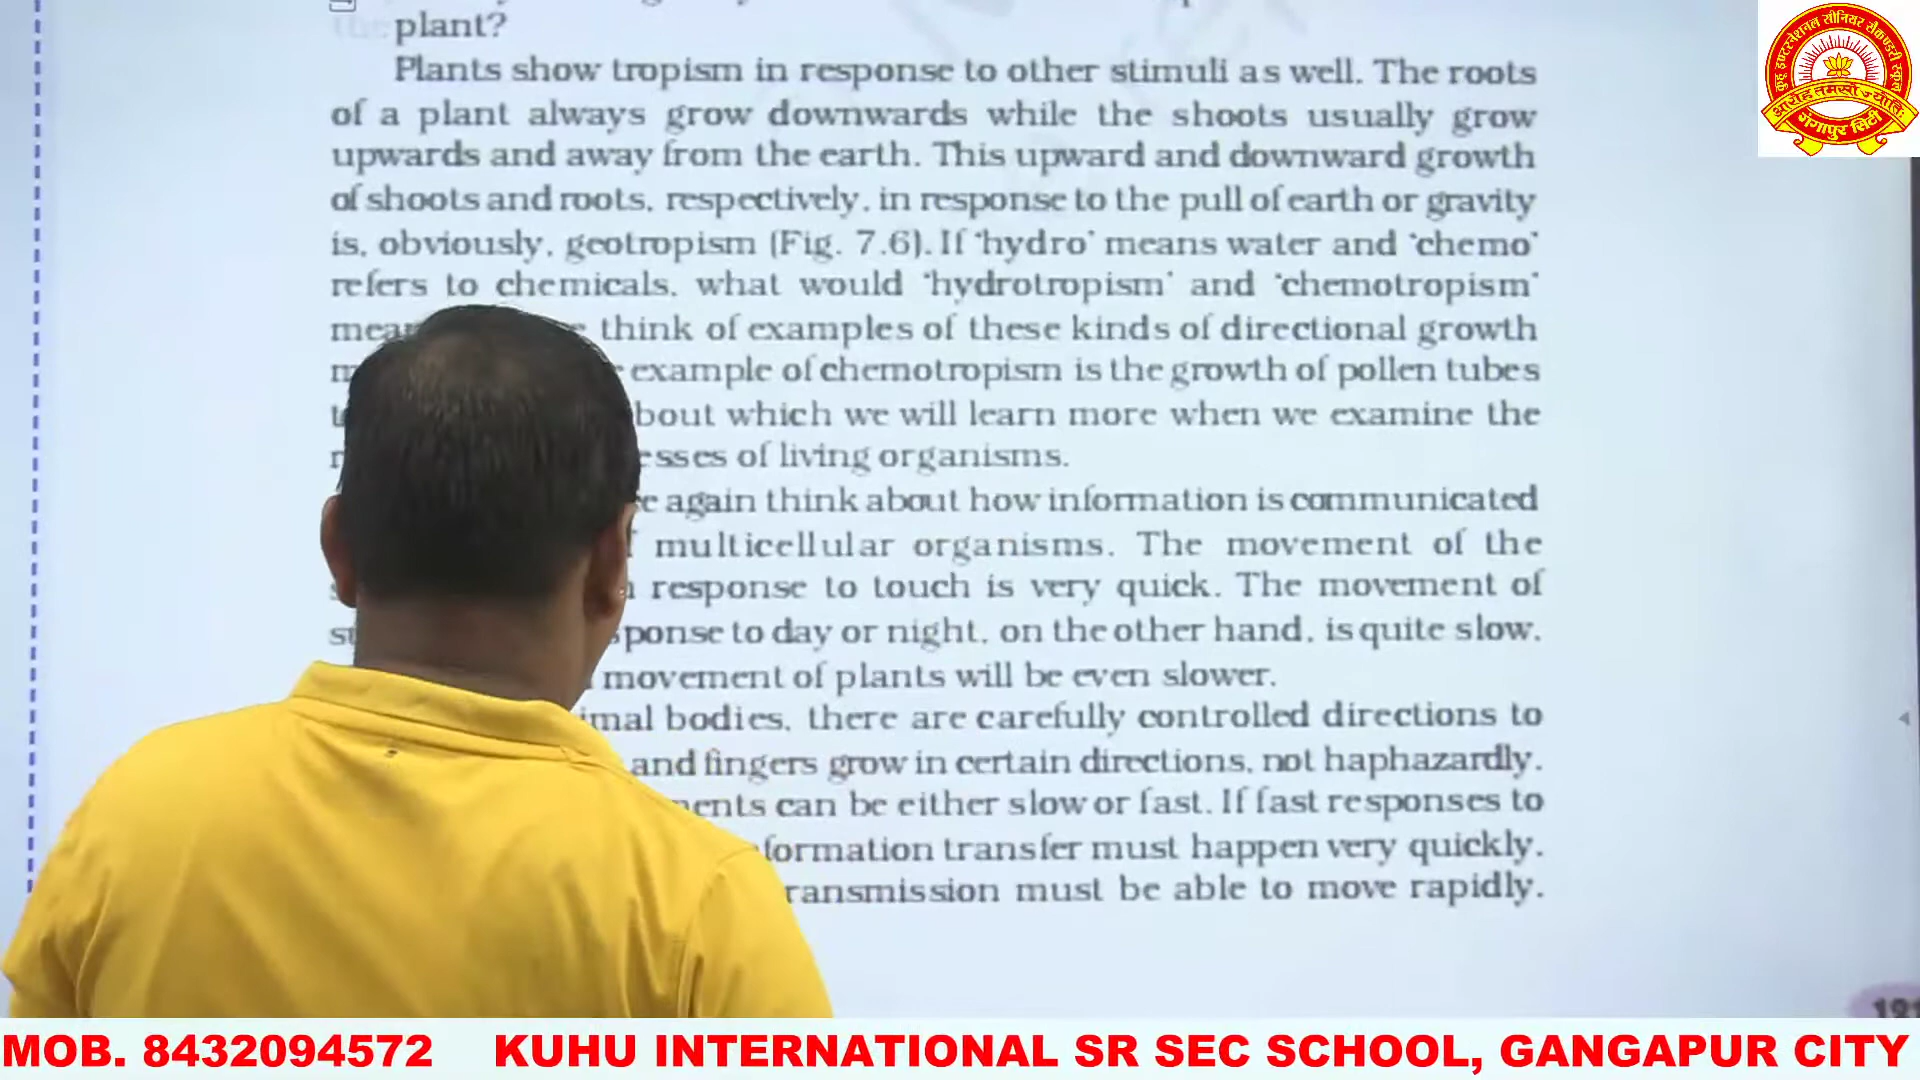 the plant?
Plants show tropism in response to other stimuli as well. The roots
of a plant always grow downwards while the shoots usually grow
upwards and away from the earth. This upward and downward growth
of shoots and roots, respectively, in response to the pull of earth or gravity
is, obviously, geotropism (Fig. 7.6). If 'hydro' means water and 'chemo'
refers to chemicals, what would 'hydrotropism' and 'chemotropism'
think of examples of these kinds of directional growth
example of chemotropism is the growth of pollen tubes
which we will learn more when we examine the
of living organisms.
again think about how information is communicated
multicellular organisms. The movement of the
response to touch is very quick. The movement of
to day or night, on the other hand, is quite slow.
movement of plants will be even slower.
bodies, there are carefully controlled directions to
and fingers grow in certain directions, not haphazardly.
can be either slow or fast. If fast responses to
transfer must happen very quickly.
must be able to move rapidly.
कुहू इण्टरनेशनल सीनियर सैकण्डरी स्कूल
आरोह तमसो ज्योतिः
गंगापुर सिटी
MOB. 8432094572 KUHU INTERNATIONAL SR SEC SCHOOL, GANGAPUR CITY